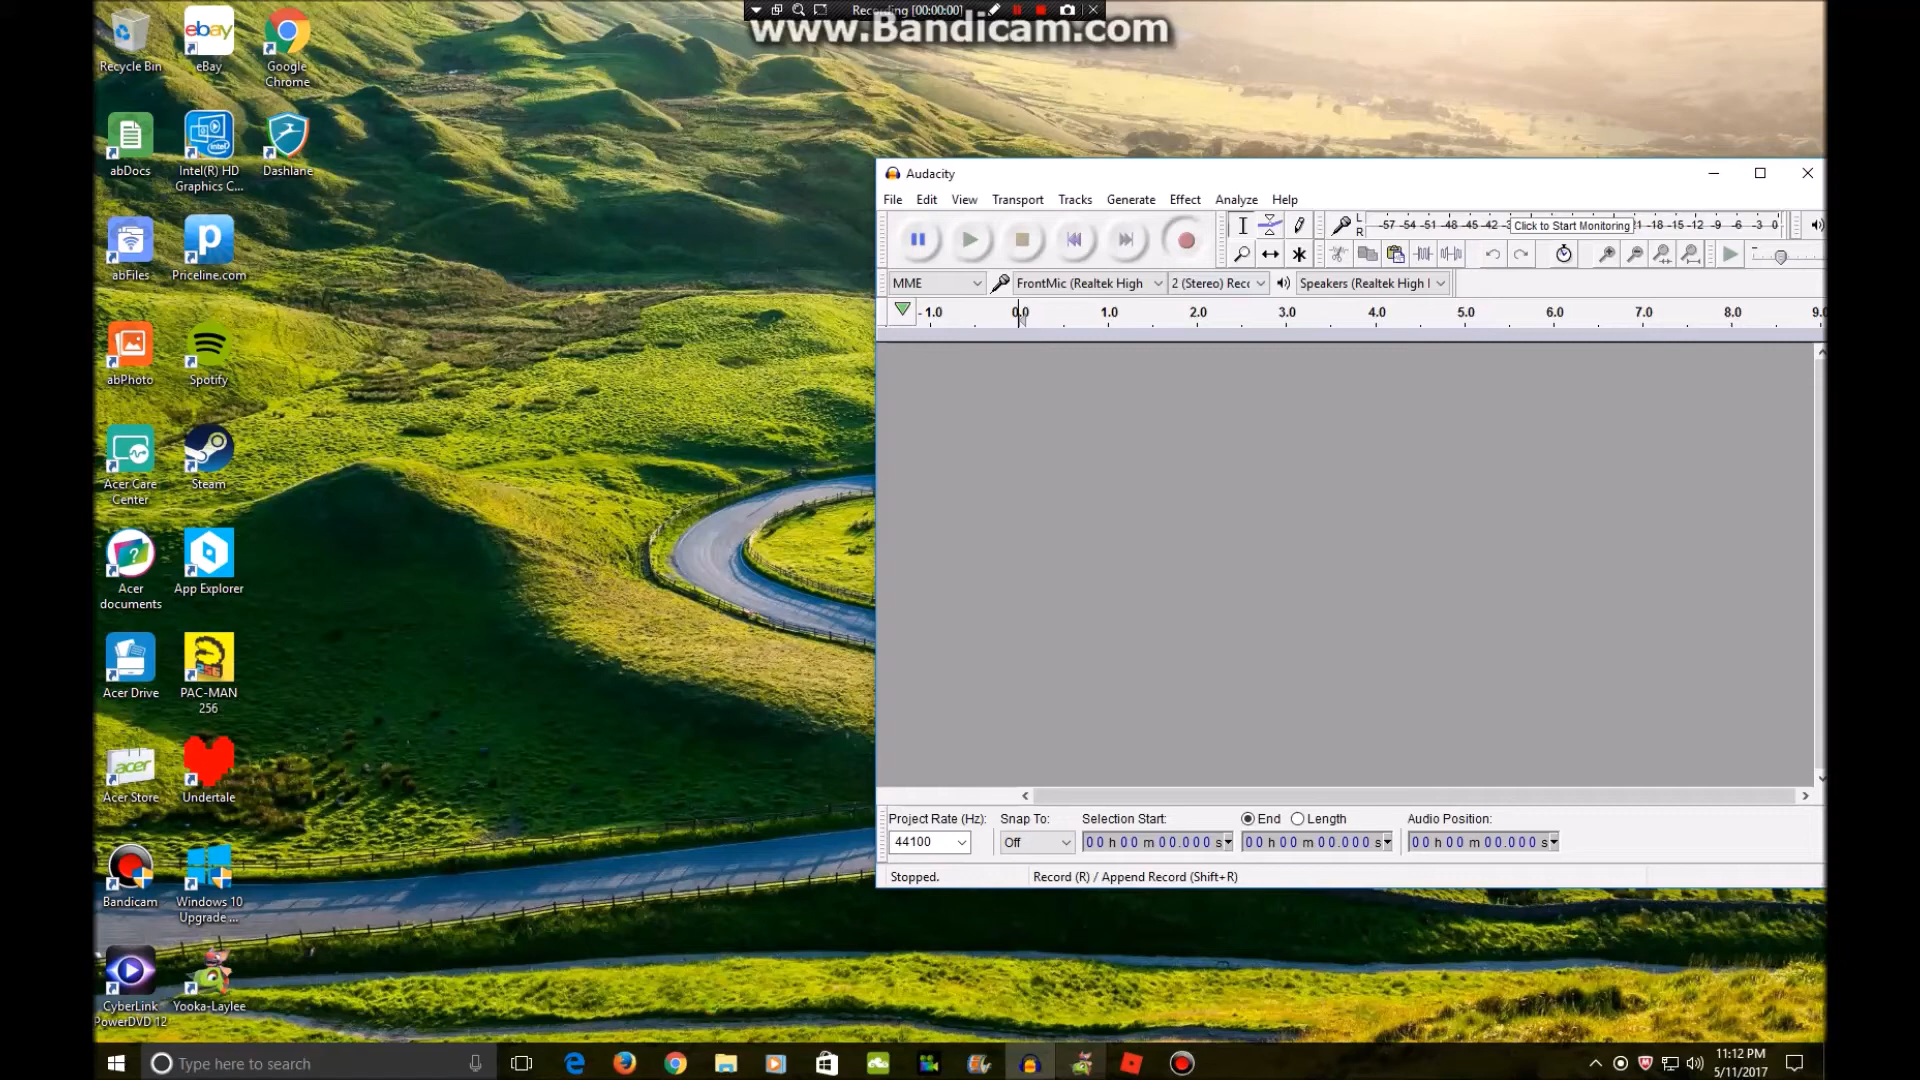 Recording [00:00:00]
www.Bandicam.com
Recycle Bin
eBay
Google
Chrome
abDocs
Intel(R) HD
Graphics C...
Dashlane
abFiles
Priceline.com
abPhoto
Spotify
Acer Care
Center
Steam
Acer
documents
App Explorer
Acer Drive
PAC-MAN
256
Acer Store
Undertale
Bandicam
Windows 10
Upgrade ...
CyberLink
PowerDVD 12
Yooka-Laylee
Audacity
File Edit View Transport Tracks Generate Effect Analyze Help
L
R
-57 -54 -51 -48 -45 -42 Click to Start Monitoring -18 -15 -12 -9 -6 -3 0
MME FrontMic (Realtek High 2 (Stereo) Recc Speakers (Realtek High
-1.0 0.0 1.0 2.0 3.0 4.0 5.0 6.0 7.0 8.0 9.0
Project Rate (Hz): Snap To: Selection Start: End Length Audio Position:
44100 Off 00 h 00 m 00.000 s 00 h 00 m 00.000 s 00 h 00 m 00.000 s
Stopped. Record (R) / Append Record (Shift+R)
Type here to search
11:12 PM
5/11/2017